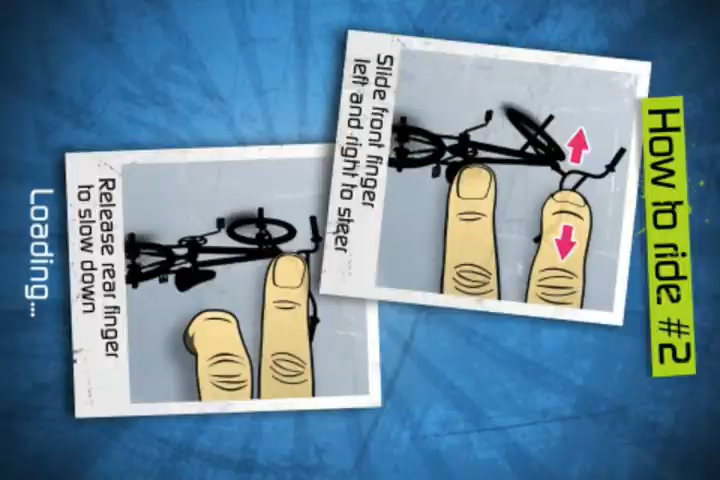 How to ride #2
Slide front finger
left and right to steer
Release rear finger
to slow down
Loading...